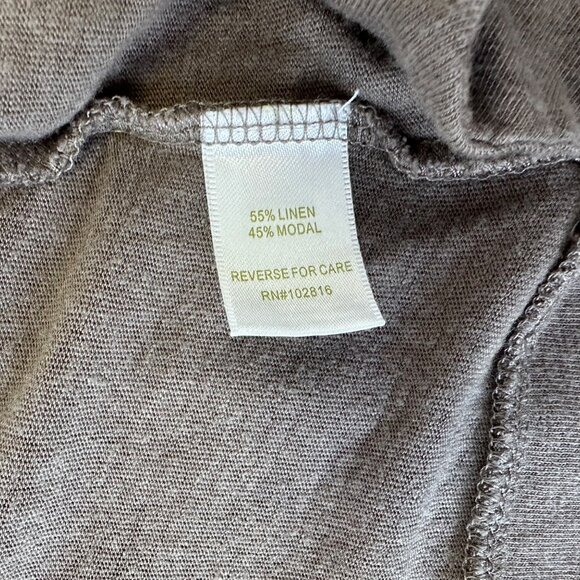 55% LINEN
45% MODAL
REVERSE FOR CARE
RN#102816